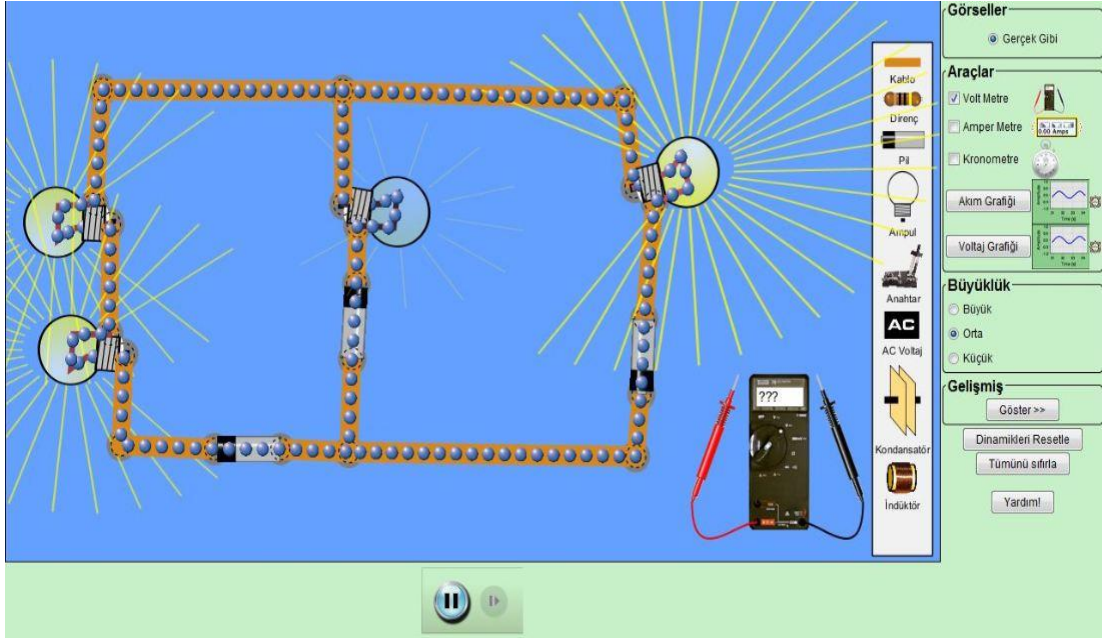 Görseller
Gerçek Gibi
Araçlar
Volt Metre
Amper Metre
0.00 Amps
Kronometre
Akım Grafiği
Voltaj Grafiği
Büyüklük
Büyük
Orta
Küçük
Gelişmiş
Göster >>
Dinamikleri Resetle
Tümünü sıfırla
Yardım!
Kablo
Direnç
Pil
Ampul
Anahtar
AC
AC Voltaj
Kondansatör
İndüktör
???